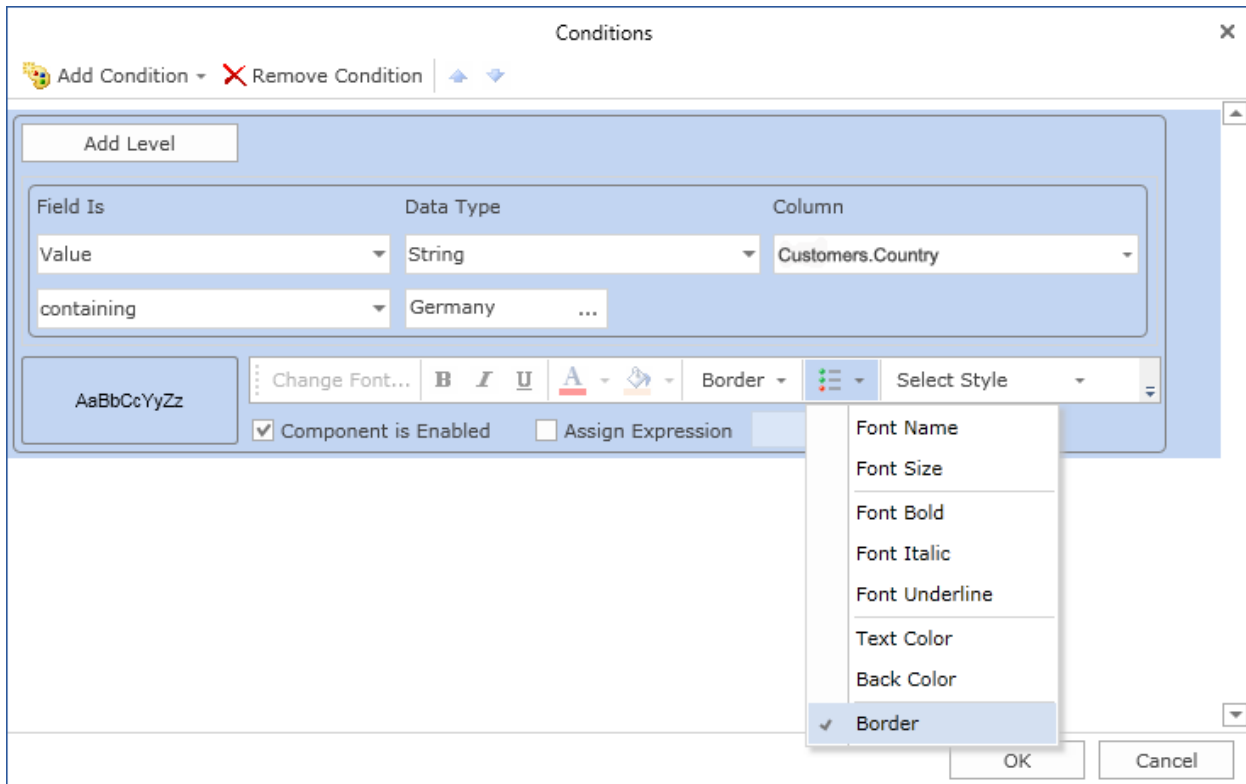 Conditions
Add Condition Remove Condition
Add Level
Field Is Data Type Column
Value String Customers.Country
containing Germany ...
AaBbCcYyZz Change Font... B I U A Border Select Style
Component is Enabled Assign Expression
Font Name
Font Size
Font Bold
Font Italic
Font Underline
Text Color
Back Color
Border
OK Cancel